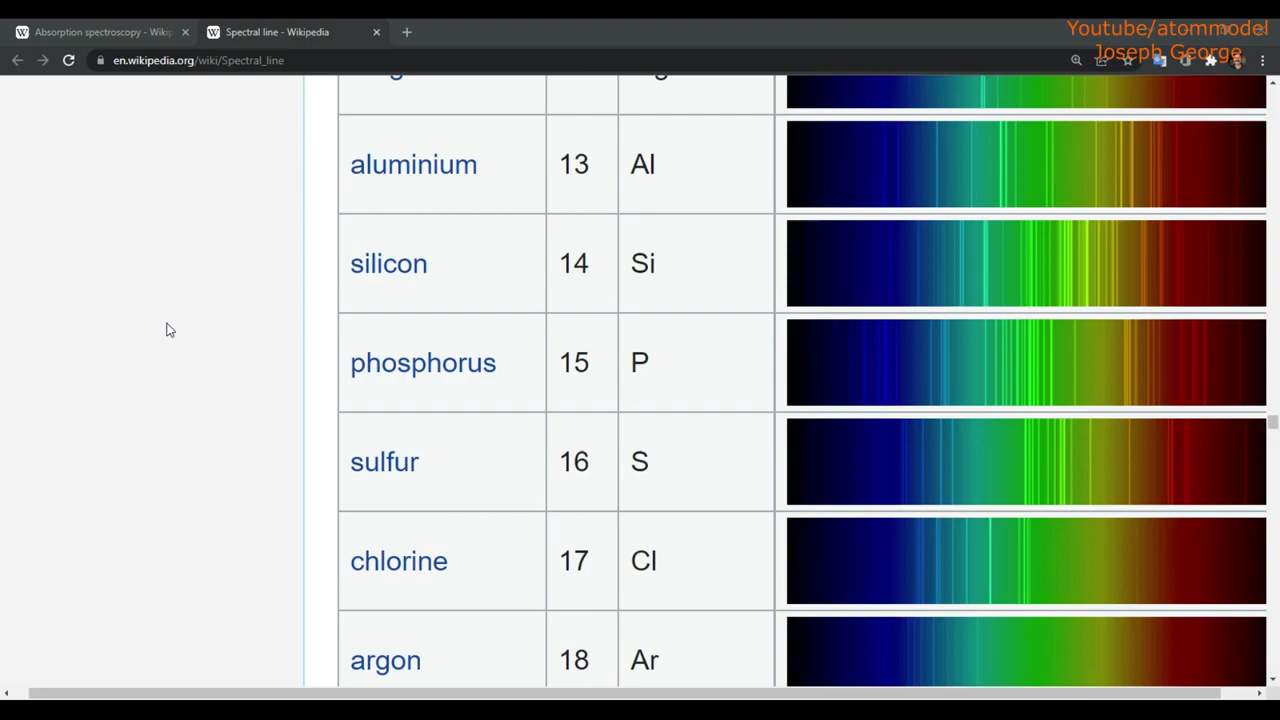 Absorption spectroscopy - Wikip
Spectral line - Wikipedia
Youtube/atommodel
Joseph George
en.wikipedia.org/wiki/Spectral_line
aluminium 13 Al
silicon 14 Si
phosphorus 15 P
sulfur 16 S
chlorine 17 Cl
argon 18 Ar